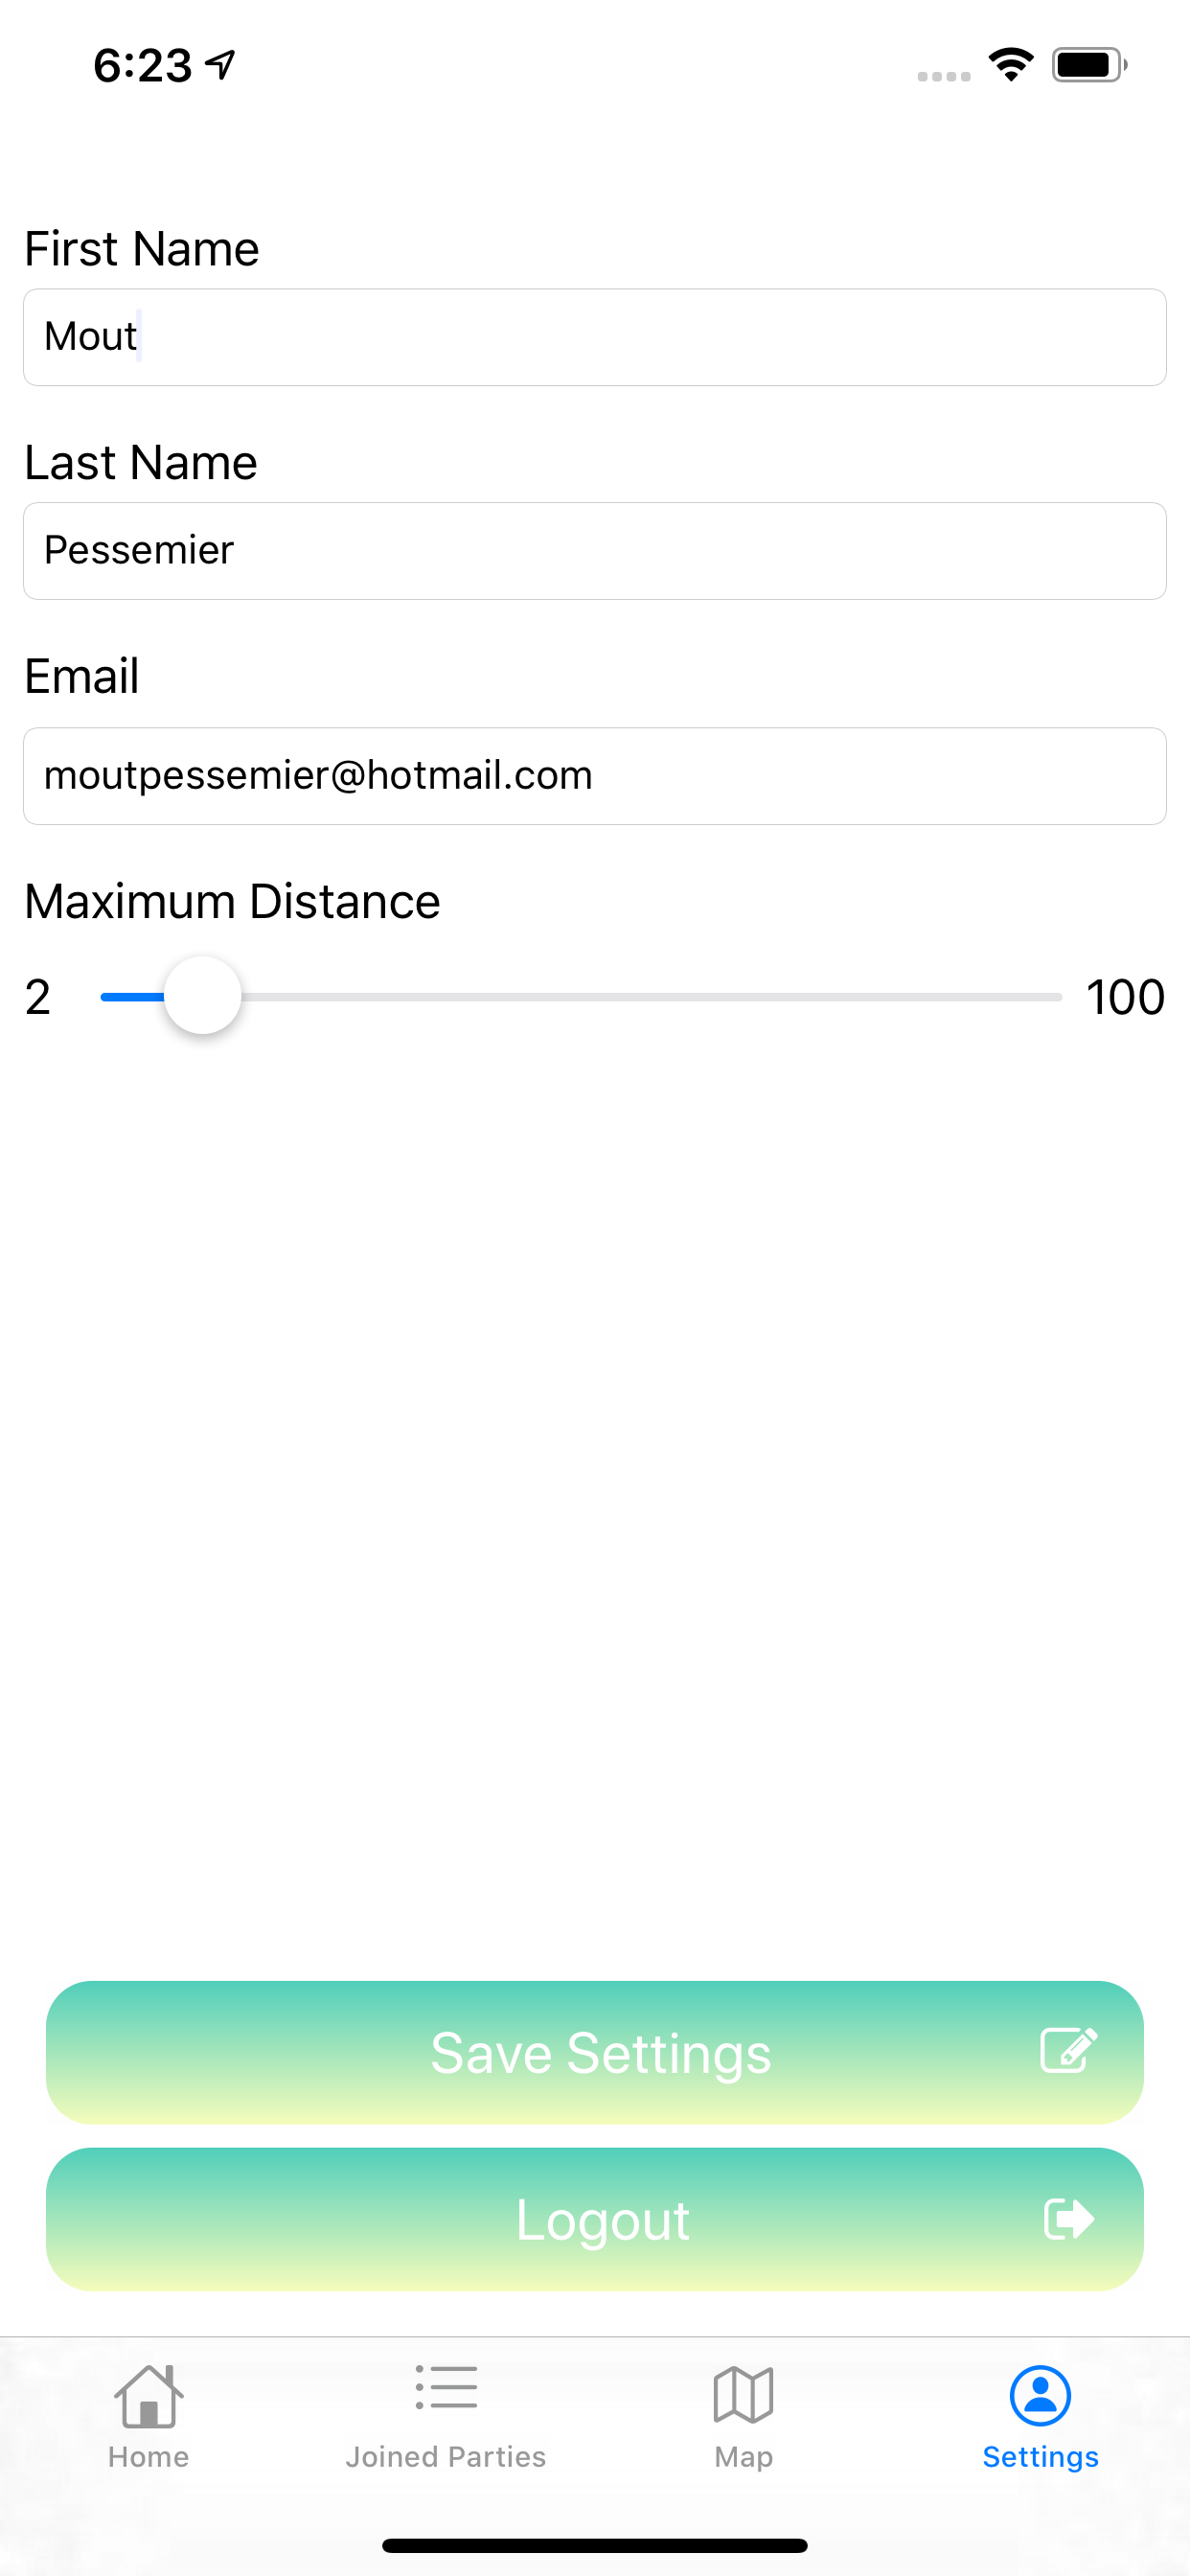 6:23
First Name
Mout
Last Name
Pessemier
Email
moutpessemier@hotmail.com
Maximum Distance
2 100
Save Settings
Logout
Home Joined Parties Map Settings